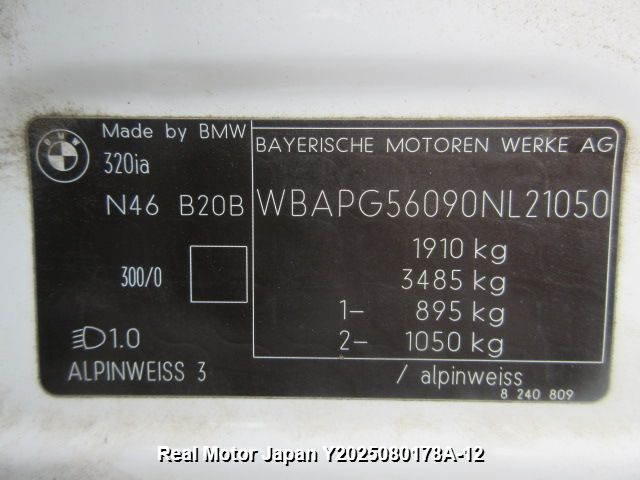 BMW
Made by BMW
320ia
N46 B20B
300/0
1.0
ALPINWEISS 3
BAYERISCHE MOTOREN WERKE AG
WBAPG56090NL21050
1910 kg
3485 kg
1- 895 kg
2- 1050 kg
/ alpinweiss
8 240 809
Real Motor Japan Y2025080178A-12